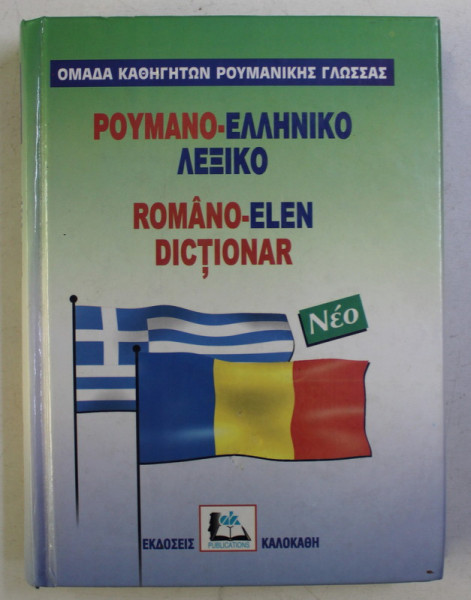 ΟΜΑΔΑ ΚΑΘΗΓΗΤΩΝ ΡΟΥΜΑΝΙΚΗΣ ΓΛΩΣΣΑΣ
ΡΟΥΜΑΝΟ-ΕΛΛΗΝΙΚΟ
ΛΕΞΙΚΟ
ROMÂNO-ELEN
DICȚIONAR
Νέο
ΕΚΔΟΣΕΙΣ
PUBLICATIONS
ΚΑΛΟΚΑΘΗ